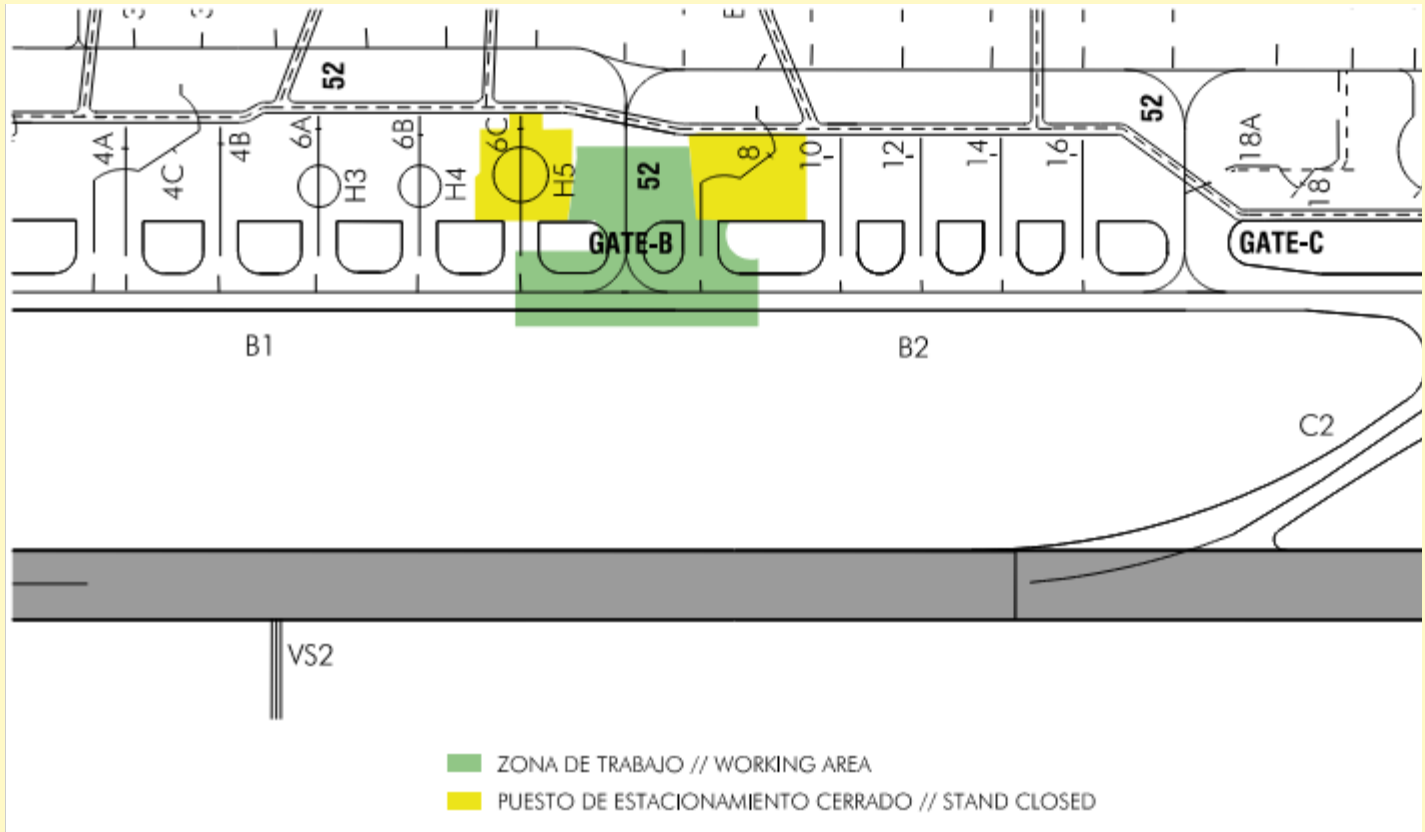 52
52
4A
4C
4B
6A
H3
6B
H4
6C
H5
52
8
10
12
14
16
18A
18
GATE-B
GATE-C
B1
B2
C2
VS2
ZONA DE TRABAJO // WORKING AREA
PUESTO DE ESTACIONAMIENTO CERRADO // STAND CLOSED